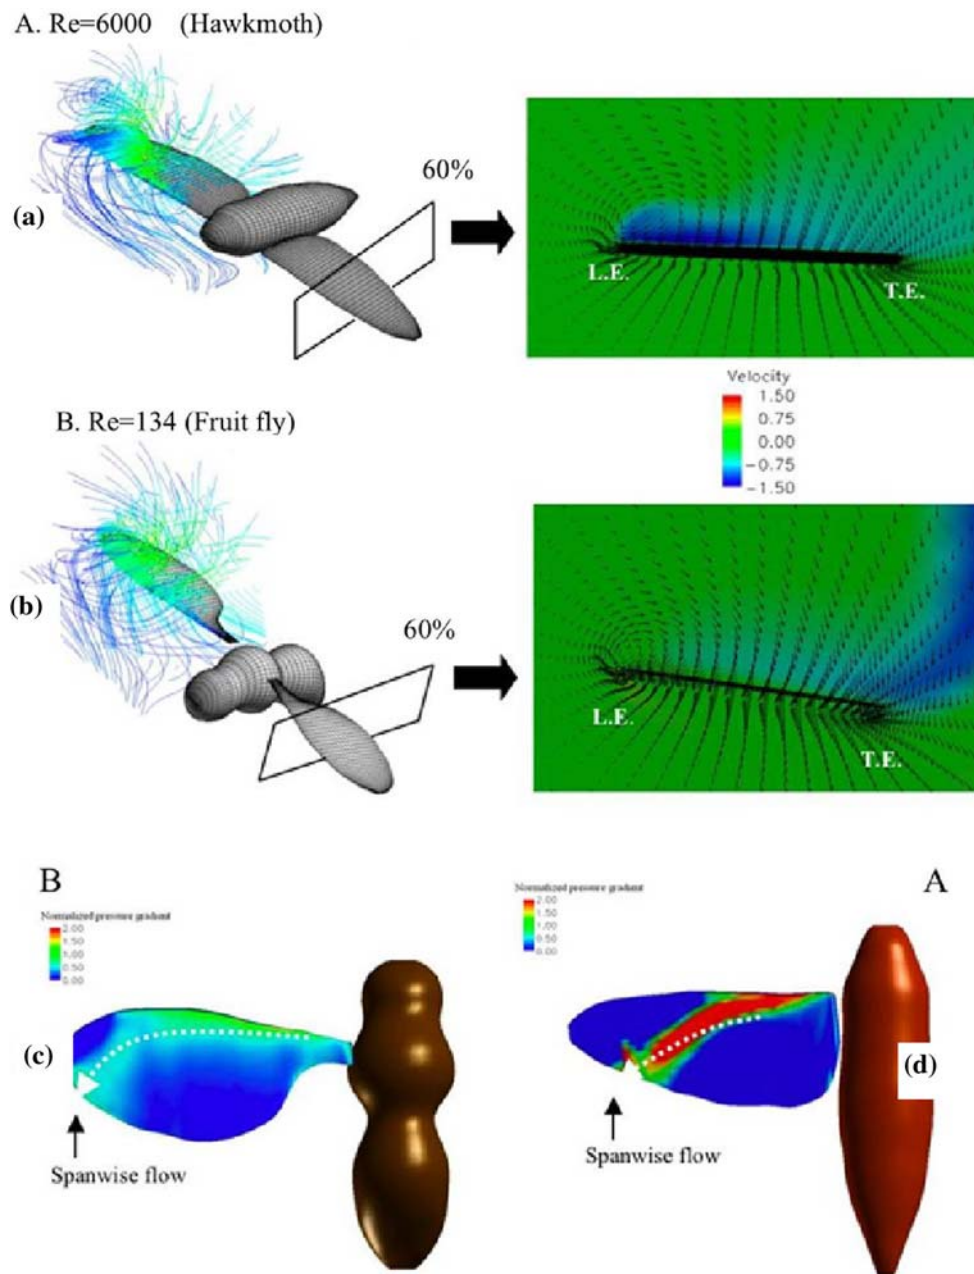 A. Re=6000 (Hawkmoth)
60%
(a)
L.E.
T.E.
Velocity
1.50
0.75
0.00
-0.75
-1.50
B. Re=134 (Fruit fly)
60%
(b)
L.E.
T.E.
B
Normalized pressure gradient
2.00
1.50
1.00
0.50
0.00
(c)
Spanwise flow
A
Normalized pressure gradient
2.00
1.50
1.00
0.50
0.00
(d)
Spanwise flow